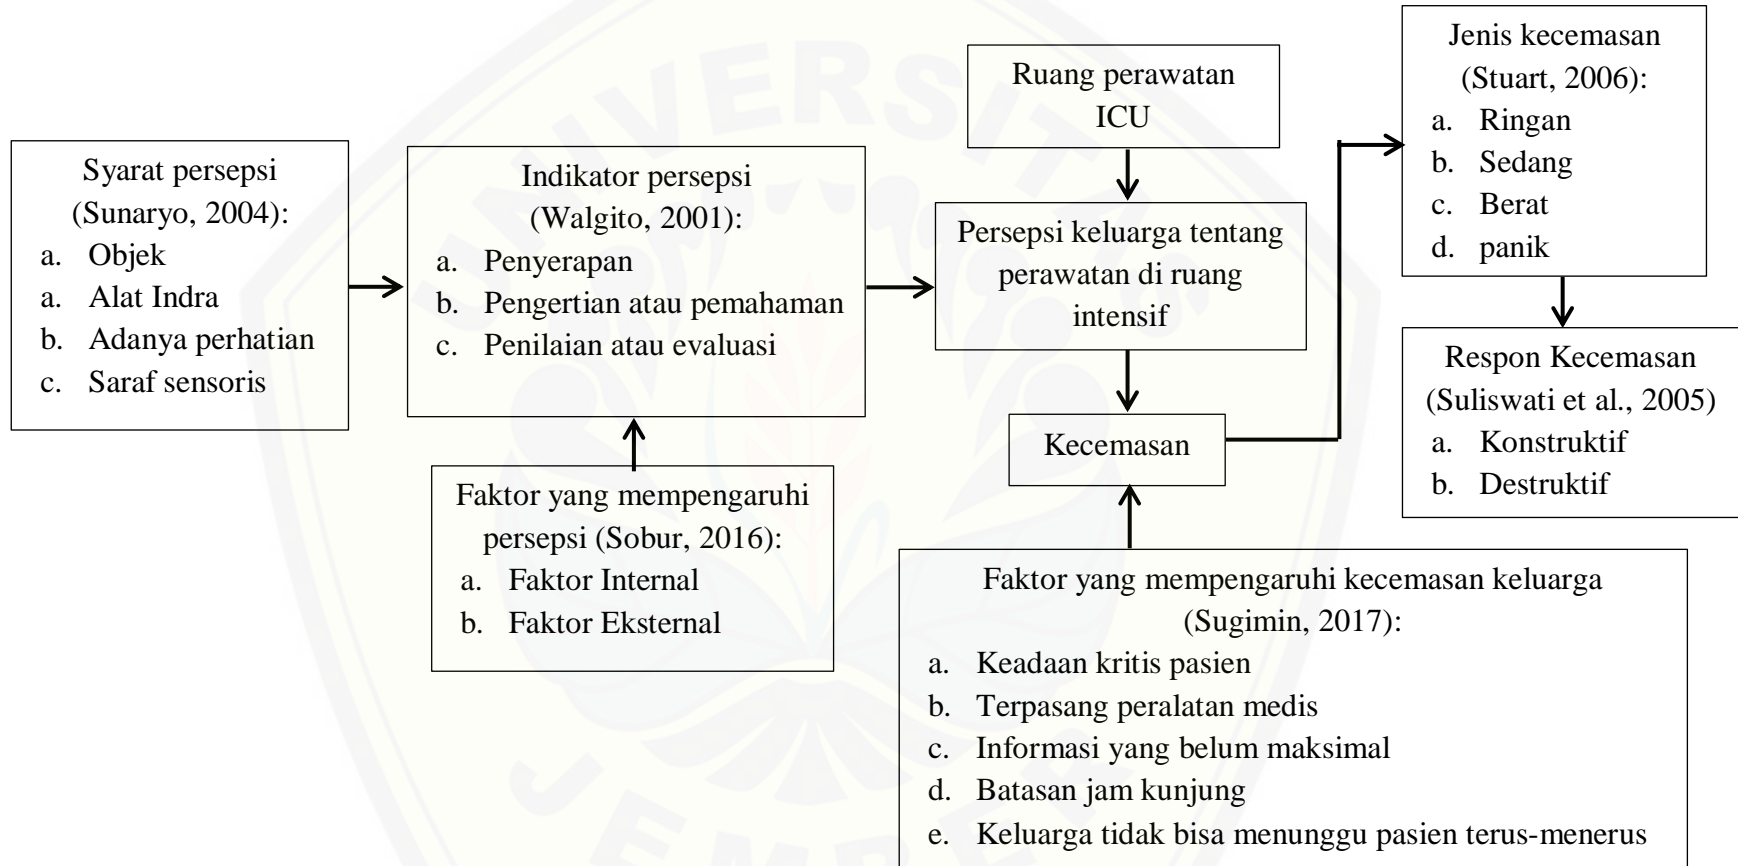 Syarat persepsi
(Sunaryo, 2004):
a. Objek
a. Alat Indra
b. Adanya perhatian
c. Saraf sensoris
Indikator persepsi
(Walgito, 2001):
a. Penyerapan
b. Pengertian atau pemahaman
c. Penilaian atau evaluasi
Faktor yang mempengaruhi
persepsi (Sobur, 2016):
a. Faktor Internal
b. Faktor Eksternal
Ruang perawatan
ICU
Persepsi keluarga tentang
perawatan di ruang
intensif
Kecemasan
Faktor yang mempengaruhi kecemasan keluarga
(Sugimin, 2017):
a. Keadaan kritis pasien
b. Terpasang peralatan medis
c. Informasi yang belum maksimal
d. Batasan jam kunjung
e. Keluarga tidak bisa menunggu pasien terus-menerus
Jenis kecemasan
(Stuart, 2006):
a. Ringan
b. Sedang
c. Berat
d. panik
Respon Kecemasan
(Suliswati et al., 2005)
a. Konstruktif
b. Destruktif
UNIVERSITAS
JEMBER